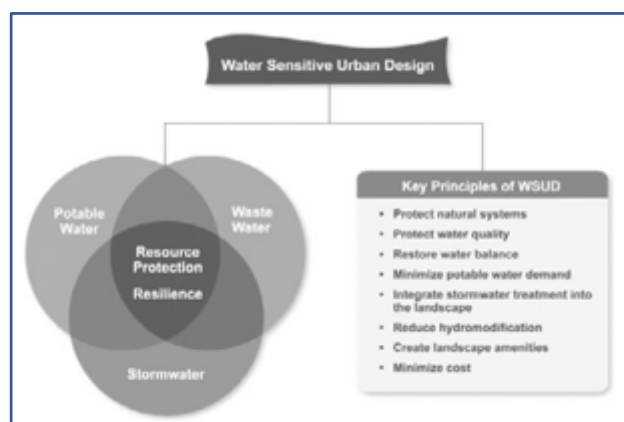 Water Sensitive Urban Design
Potable
Water
Waste
Water
Resource
Protection
Resilience
Stormwater
Key Principles of WSUD
• Protect natural systems
• Protect water quality
• Restore water balance
• Minimize potable water demand
• Integrate stormwater treatment into
the landscape
• Reduce hydromodification
• Create landscape amenities
• Minimize cost